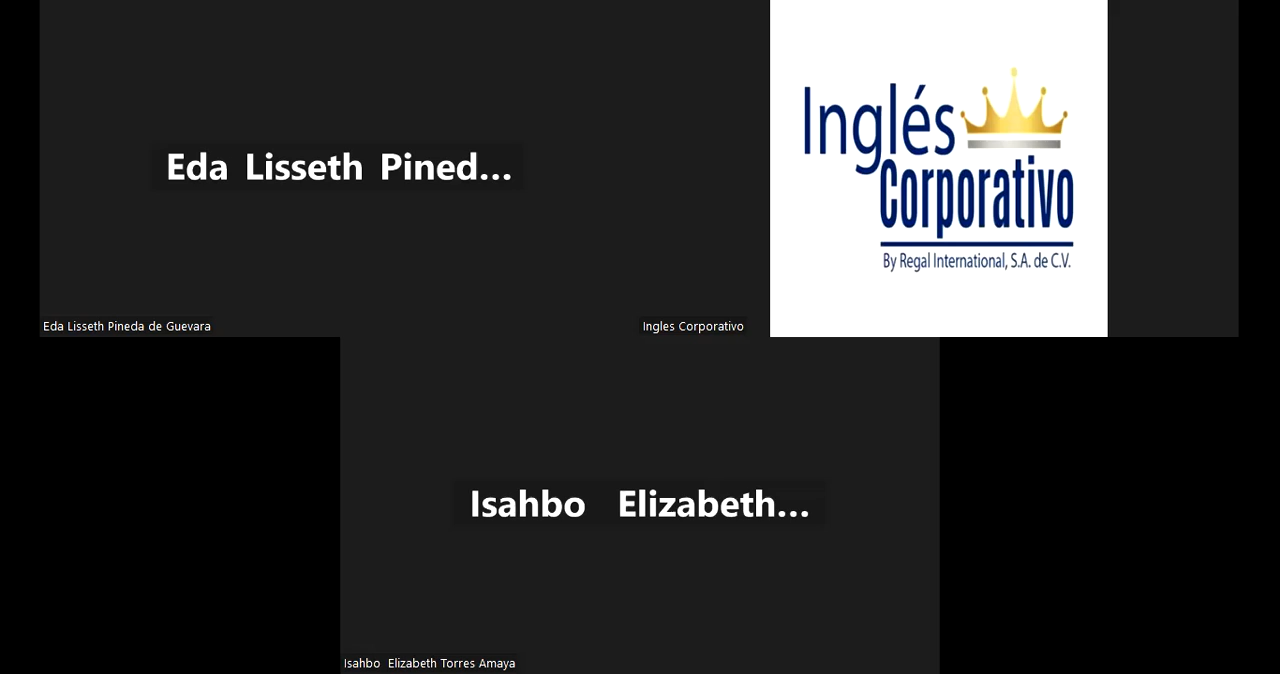 Eda Lisseth Pined...
Eda Lisseth Pineda de Guevara
Inglés
Corporativo
By Regal International, S.A. de C.V.
Ingles Corporativo
Isahbo Elizabeth...
Isahbo Elizabeth Torres Amaya